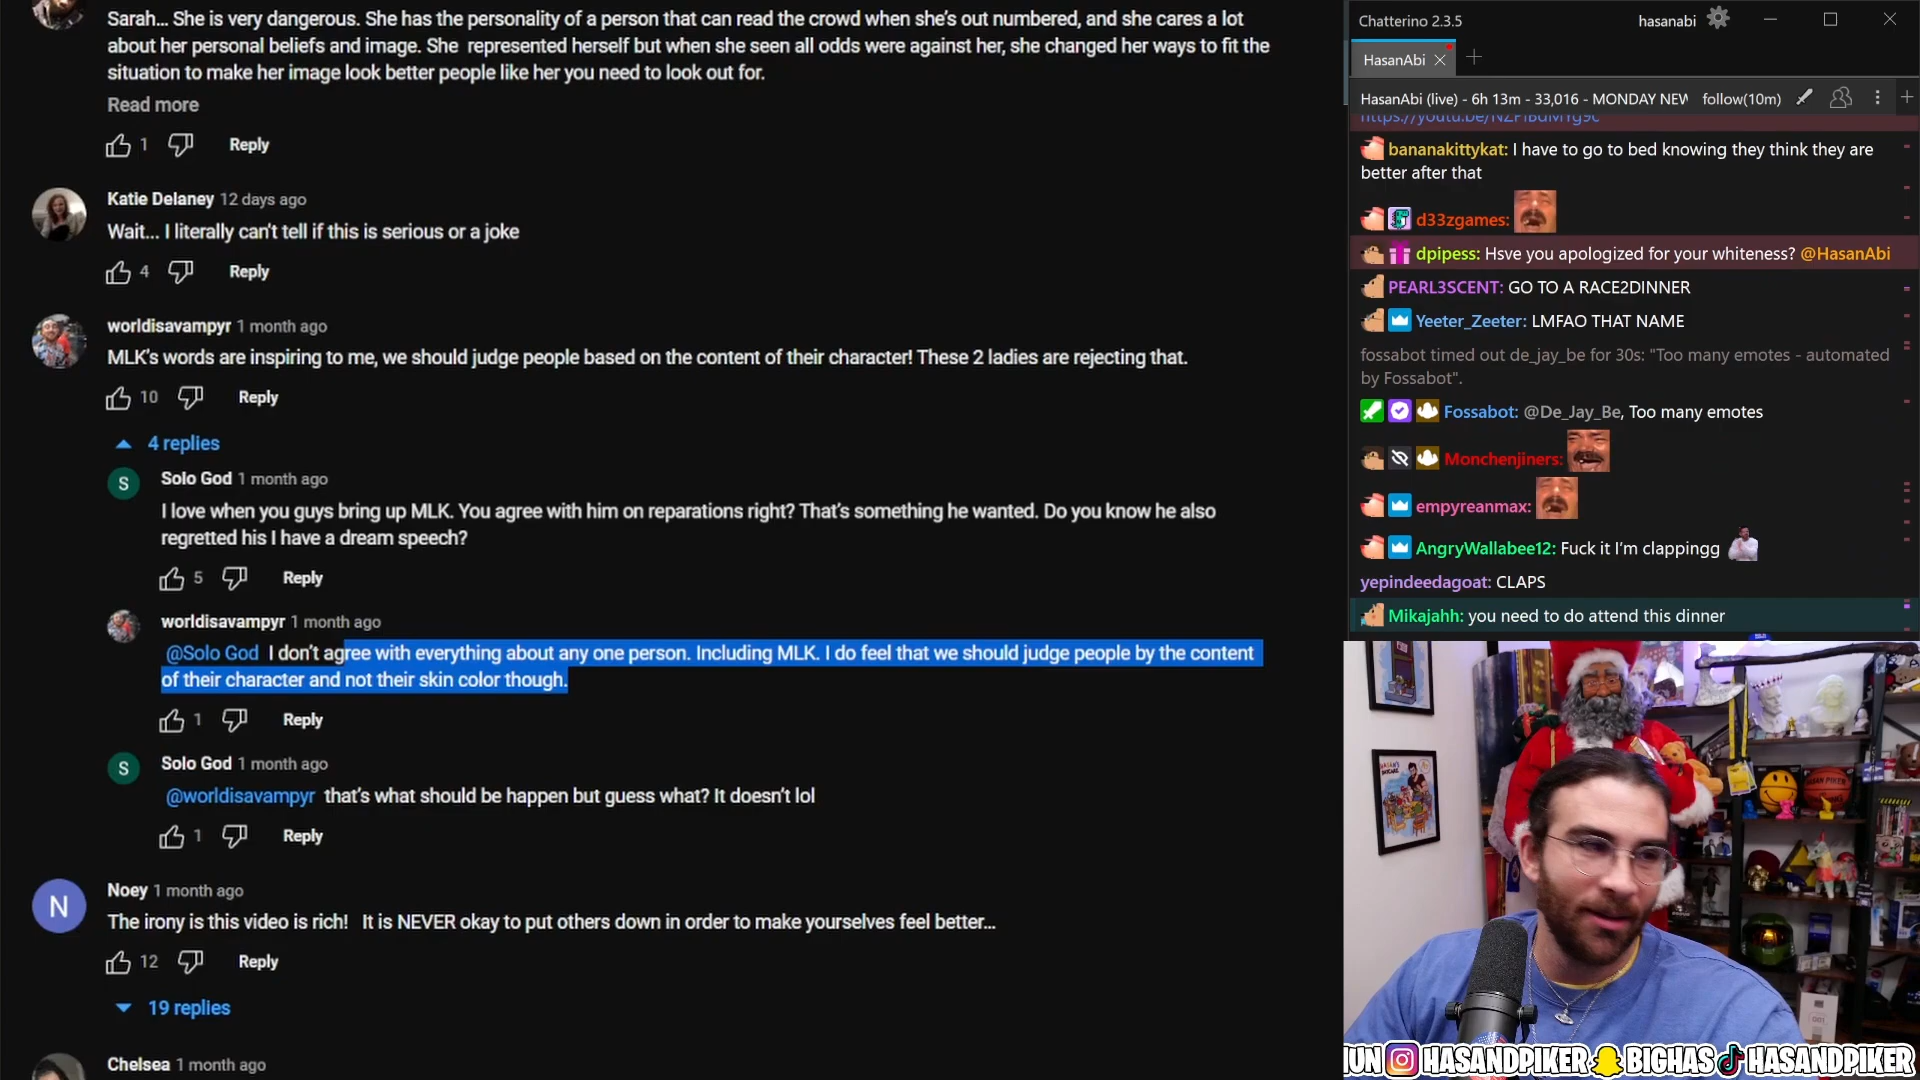 Sarah... She is very dangerous. She has the personality of a person that can read the crowd when she's out numbered, and she cares a lot
about her personal beliefs and image. She represented herself but when she seen all odds were against her, she changed her ways to fit the
situation to make her image look better people like her you need to look out for.
Read more
1 Reply
Katie Delaney 12 days ago
Wait... I literally can't tell if this is serious or a joke
4 Reply
worldisavampyr 1 month ago
MLK's words are inspiring to me, we should judge people based on the content of their character! These 2 ladies are rejecting that.
10 Reply
4 replies
S Solo God 1 month ago
I love when you guys bring up MLK. You agree with him on reparations right? That's something he wanted. Do you know he also
regretted his I have a dream speech?
5 Reply
worldisavampyr 1 month ago
@Solo God I don't agree with everything about any one person. Including MLK. I do feel that we should judge people by the content
of their character and not their skin color though.
1 Reply
S Solo God 1 month ago
@worldisavampyr that's what should be happen but guess what? It doesn't lol
1 Reply
N Noey 1 month ago
The irony is this video is rich! It is NEVER okay to put others down in order to make yourselves feel better...
12 Reply
19 replies
Chelsea 1 month ago
Chatterino 2.3.5 hasanabi
HasanAbi
HasanAbi (live) - 6h 13m - 33,016 - MONDAY NEW follow(10m)
bananakittykat: I have to go to bed knowing they think they are
better after that
d33zgames:
dpipess: Hsve you apologized for your whiteness? @HasanAbi
PEARL3SCENT: GO TO A RACE2DINNER
Yeeter_Zeeter: LMFAO THAT NAME
fossabot timed out de_jay_be for 30s: "Too many emotes - automated
by Fossabot".
Fossabot: @De_Jay_Be, Too many emotes
Monchenjiners:
empyreanmax:
AngryWallabee12: Fuck it I'm clappingg
yepindeedagoat: CLAPS
Mikajahh: you need to do attend this dinner
HASANDPIKER BIGHAS HASANDPIKER